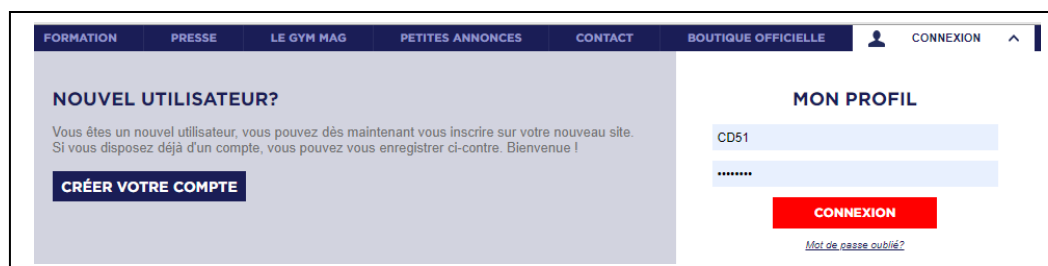 FORMATION PRESSE LE GYM MAG PETITES ANNONCES CONTACT BOUTIQUE OFFICIELLE CONNEXION
NOUVEL UTILISATEUR?
Vous êtes un nouvel utilisateur, vous pouvez dès maintenant vous inscrire sur votre nouveau site.
Si vous disposez déjà d'un compte, vous pouvez vous enregistrer ci-contre. Bienvenue !
CRÉER VOTRE COMPTE
MON PROFIL
CD51
••••••••
CONNEXION
Mot de passe oublié?